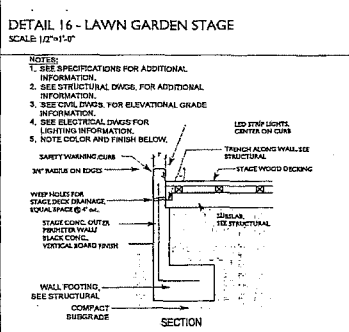 DETAIL 16 - LAWN GARDEN STAGE
SCALE: 1/2"=1'-0"
NOTES:
1. SEE SPECIFICATIONS FOR ADDITIONAL
INFORMATION.
2. SEE STRUCTURAL DWGS. FOR ADDITIONAL
INFORMATION.
3. SEE CIVIL DWGS. FOR ELEVATIONAL GRADE
INFORMATION.
4. SEE ELECTRICAL DWGS FOR
LIGHTING INFORMATION.
5. NOTE COLOR AND FINISH BELOW.
LED STRIP LIGHTS,
CENTER ON CURB
TRENCH ALONG WALL, SEE
STRUCTURAL
SAFETY WARNING CURB
STAGE WOOD DECKING
3/4" RADIUS ON EDGES
WEEP HOLES FOR
STAGE DECK DRAINAGE,
EQUAL SPACE @ 4' o.c.
SUBSLAB,
SEE STRUCTURAL
STAGE CONC. OUTER
PERIMETER WALL/
BLACK CONC.
VERTICAL BOARD FINISH
WALL FOOTING,
SEE STRUCTURAL
COMPACT
SUBGRADE
SECTION